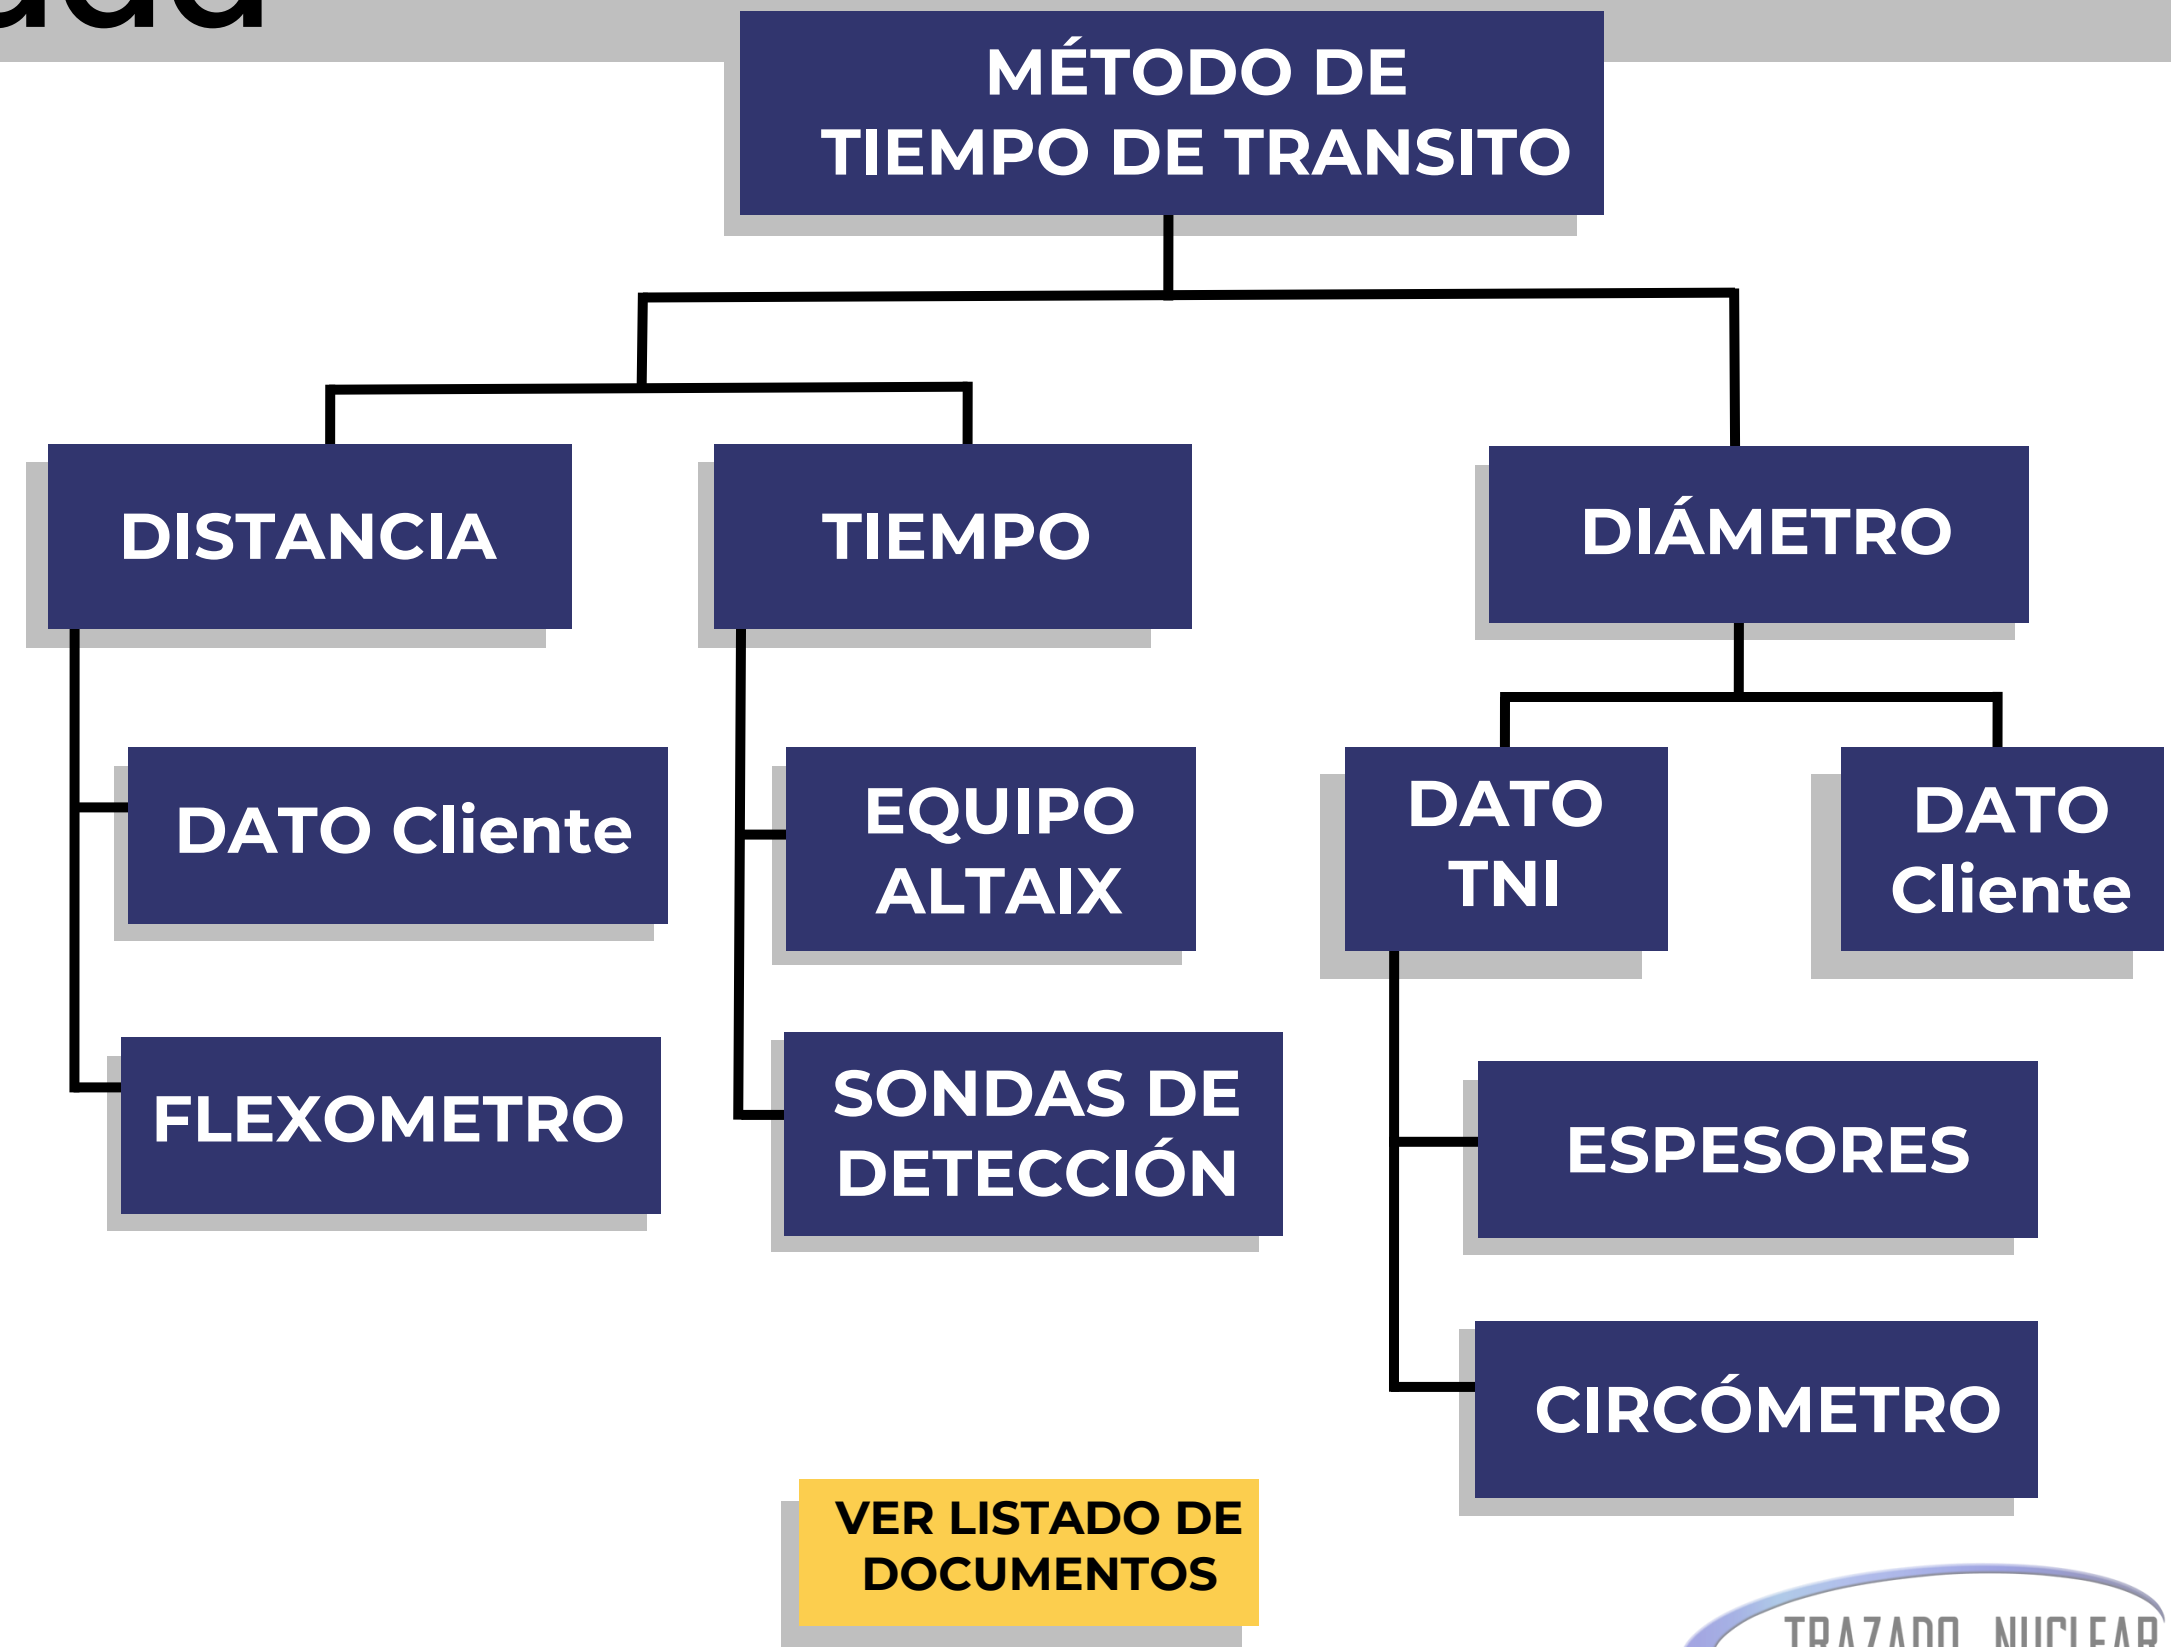 MÉTODO DE
TIEMPO DE TRANSITO
DISTANCIA
TIEMPO
DIÁMETRO
DATO Cliente
EQUIPO
ALTAIX
DATO
TNI
DATO
Cliente
FLEXOMETRO
SONDAS DE
DETECCIÓN
ESPESORES
CIRCÓMETRO
VER LISTADO DE
DOCUMENTOS
TRAZADO NUCLEAR